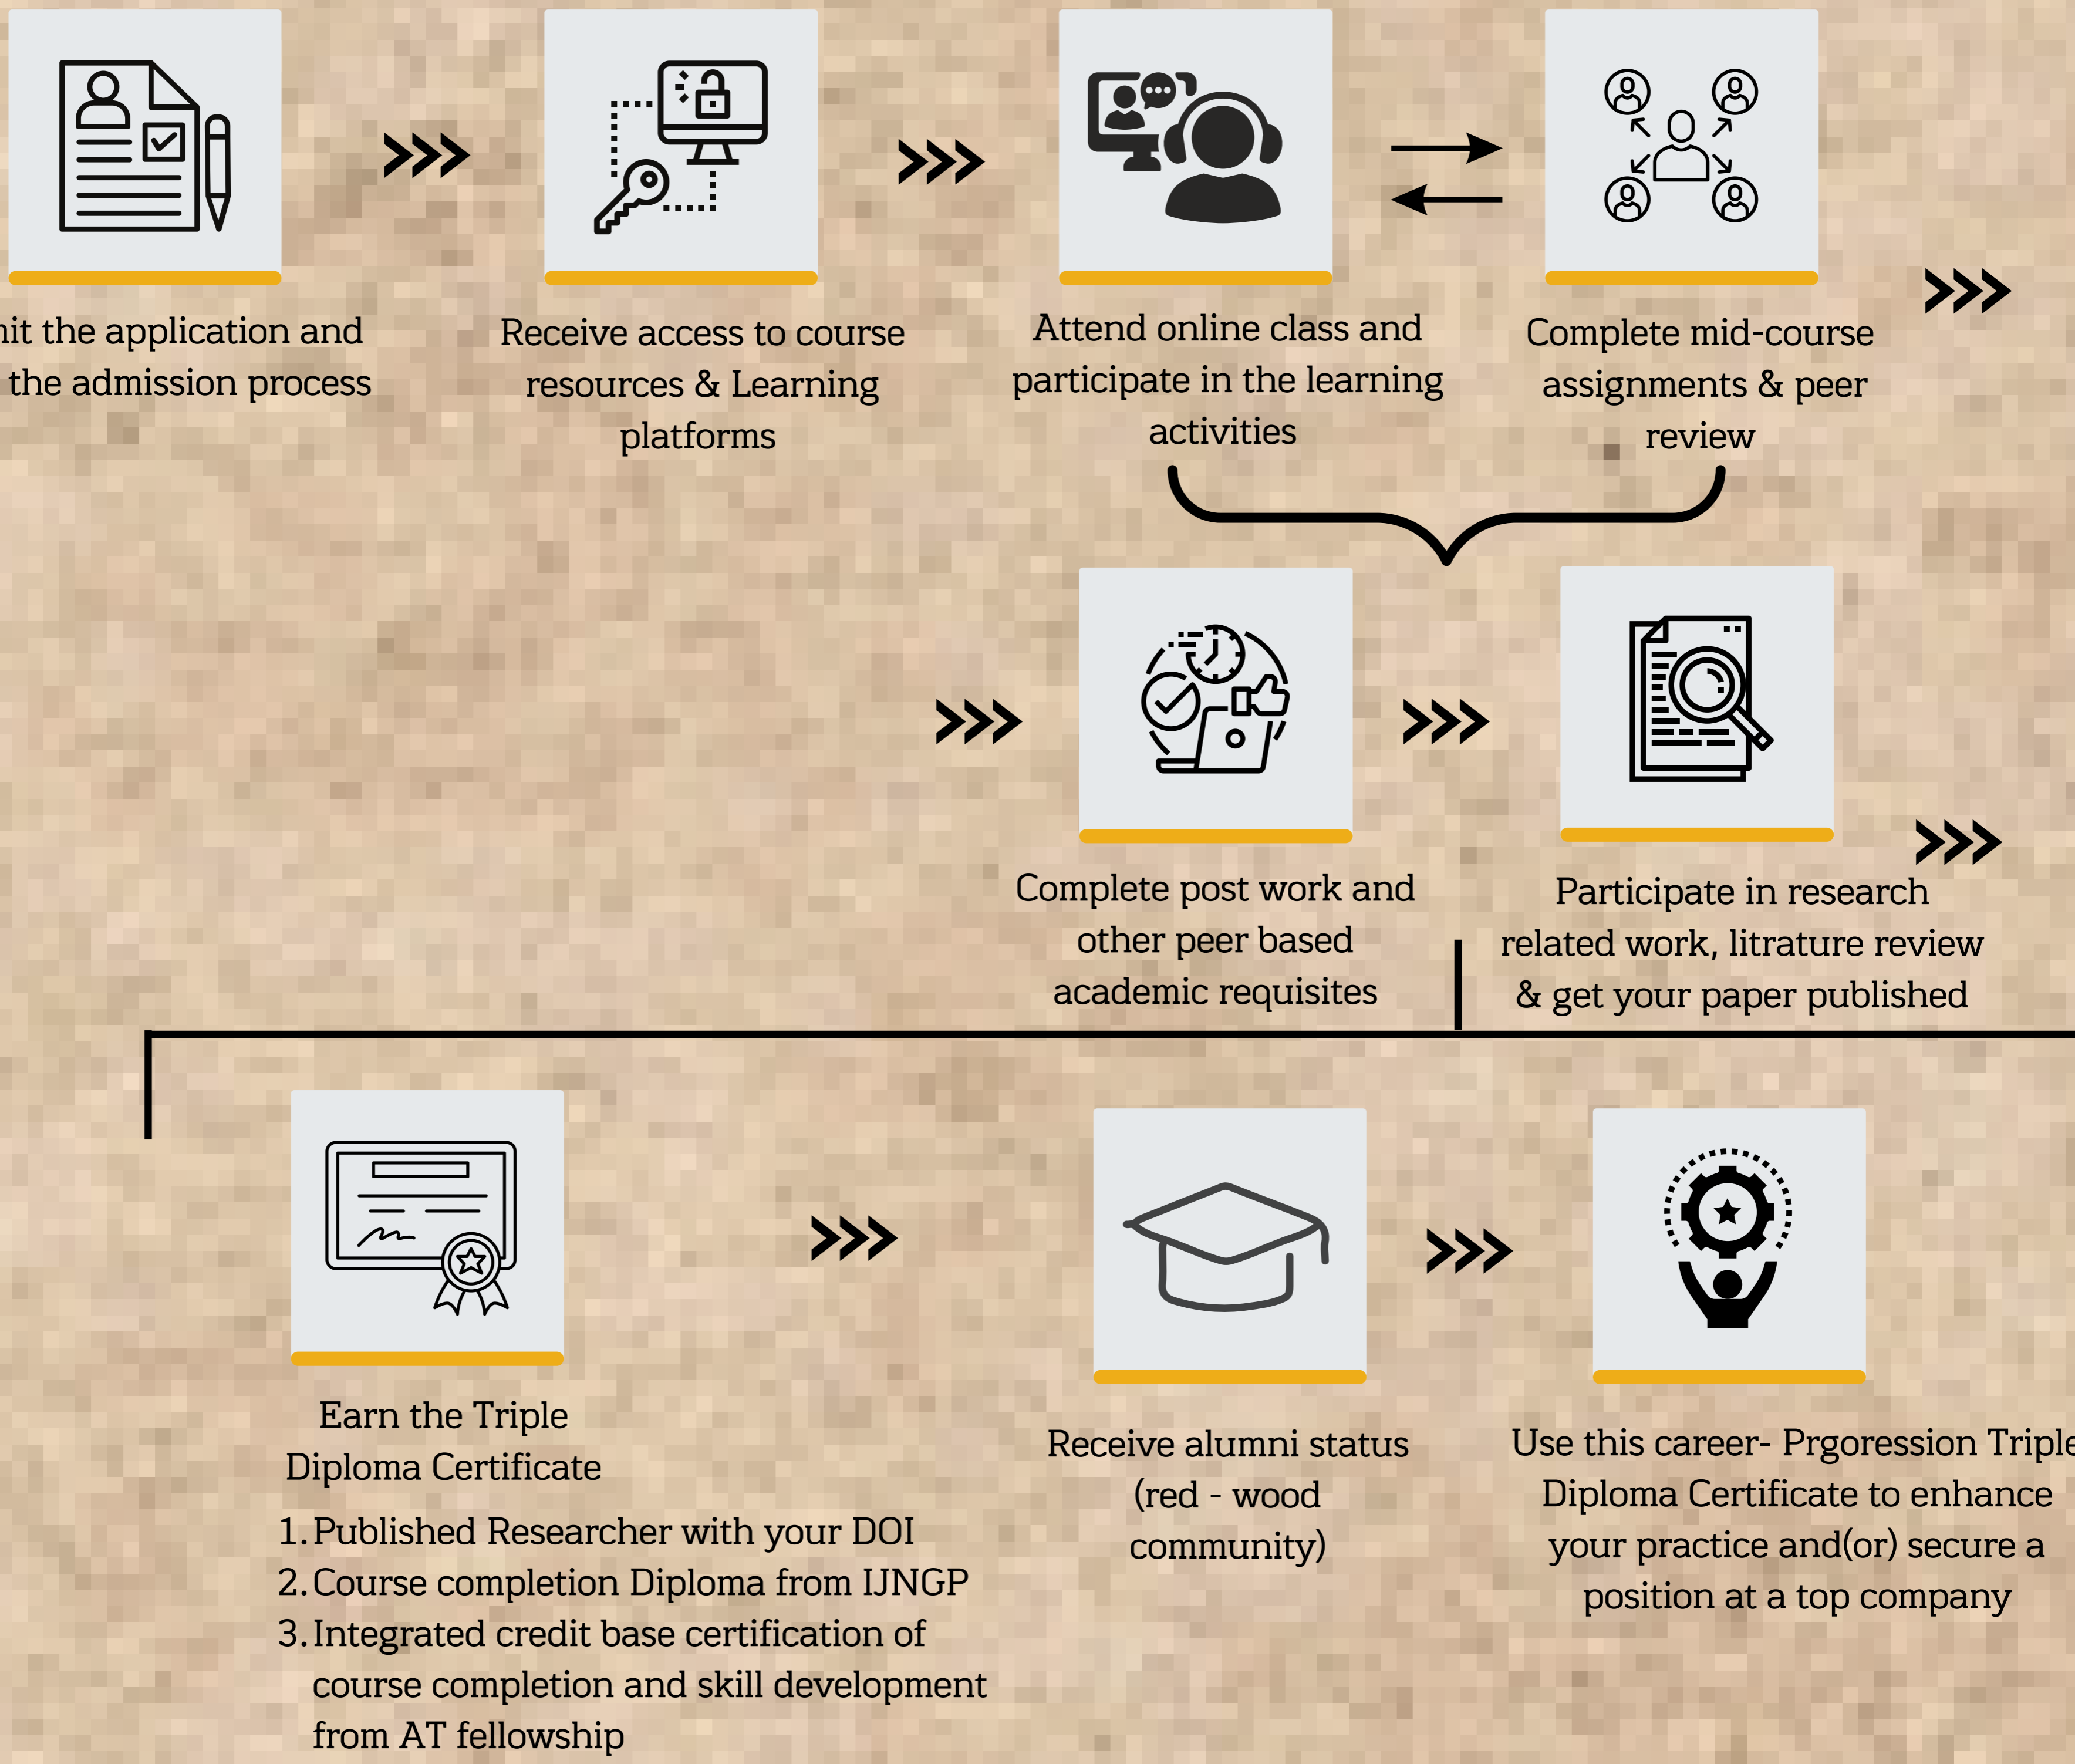 the application and
the admission process
Receive access to course
resources & Learning
platforms
Attend online class and
participate in the learning
activities
Complete mid-course
assignments & peer
review
Complete post work and
other peer based
academic requisites
Participate in research
related work, litrature review
& get your paper published
Earn the Triple
Diploma Certificate
1. Published Researcher with your DOI
2. Course completion Diploma from IJNGP
3. Integrated credit base certification of
course completion and skill development
from AT fellowship
Receive alumni status
(red - wood
community)
Use this career- Prgoression Triple
Diploma Certificate to enhance
your practice and(or) secure a
position at a top company